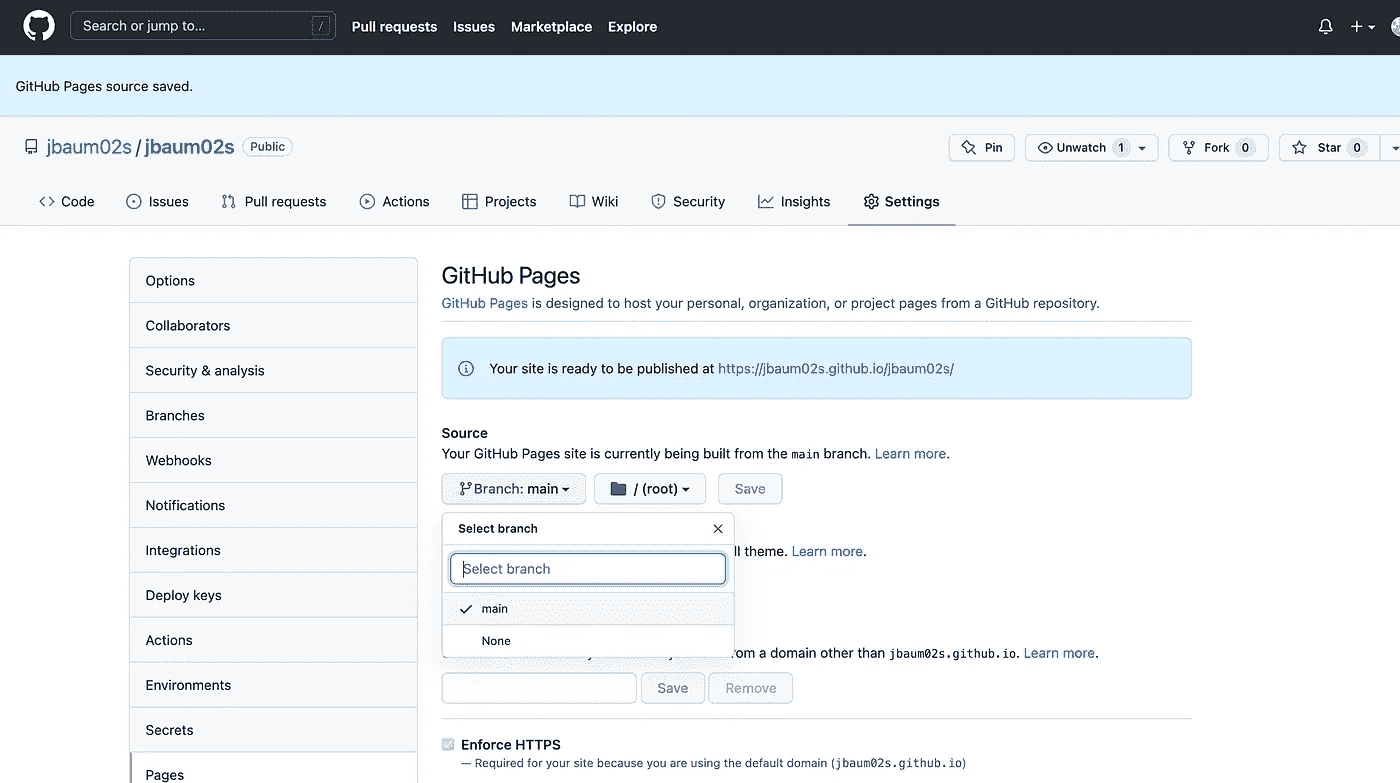 Search or jump to... /
Pull requests Issues Marketplace Explore
GitHub Pages source saved.
jbaum02s / jbaum02s Public
Pin Unwatch 1 Fork 0 Star 0
Code Issues Pull requests Actions Projects Wiki Security Insights Settings
Options
Collaborators
Security & analysis
Branches
Webhooks
Notifications
Integrations
Deploy keys
Actions
Environments
Secrets
Pages
GitHub Pages
GitHub Pages is designed to host your personal, organization, or project pages from a GitHub repository.
Your site is ready to be published at https://jbaum02s.github.io/jbaum02s/
Source
Your GitHub Pages site is currently being built from the main branch. Learn more.
Branch: main / (root) Save
Select branch
Select branch
main
None
theme. Learn more.
a domain other than jbaum02s.github.io. Learn more.
Save Remove
Enforce HTTPS
— Required for your site because you are using the default domain (jbaum02s.github.io)